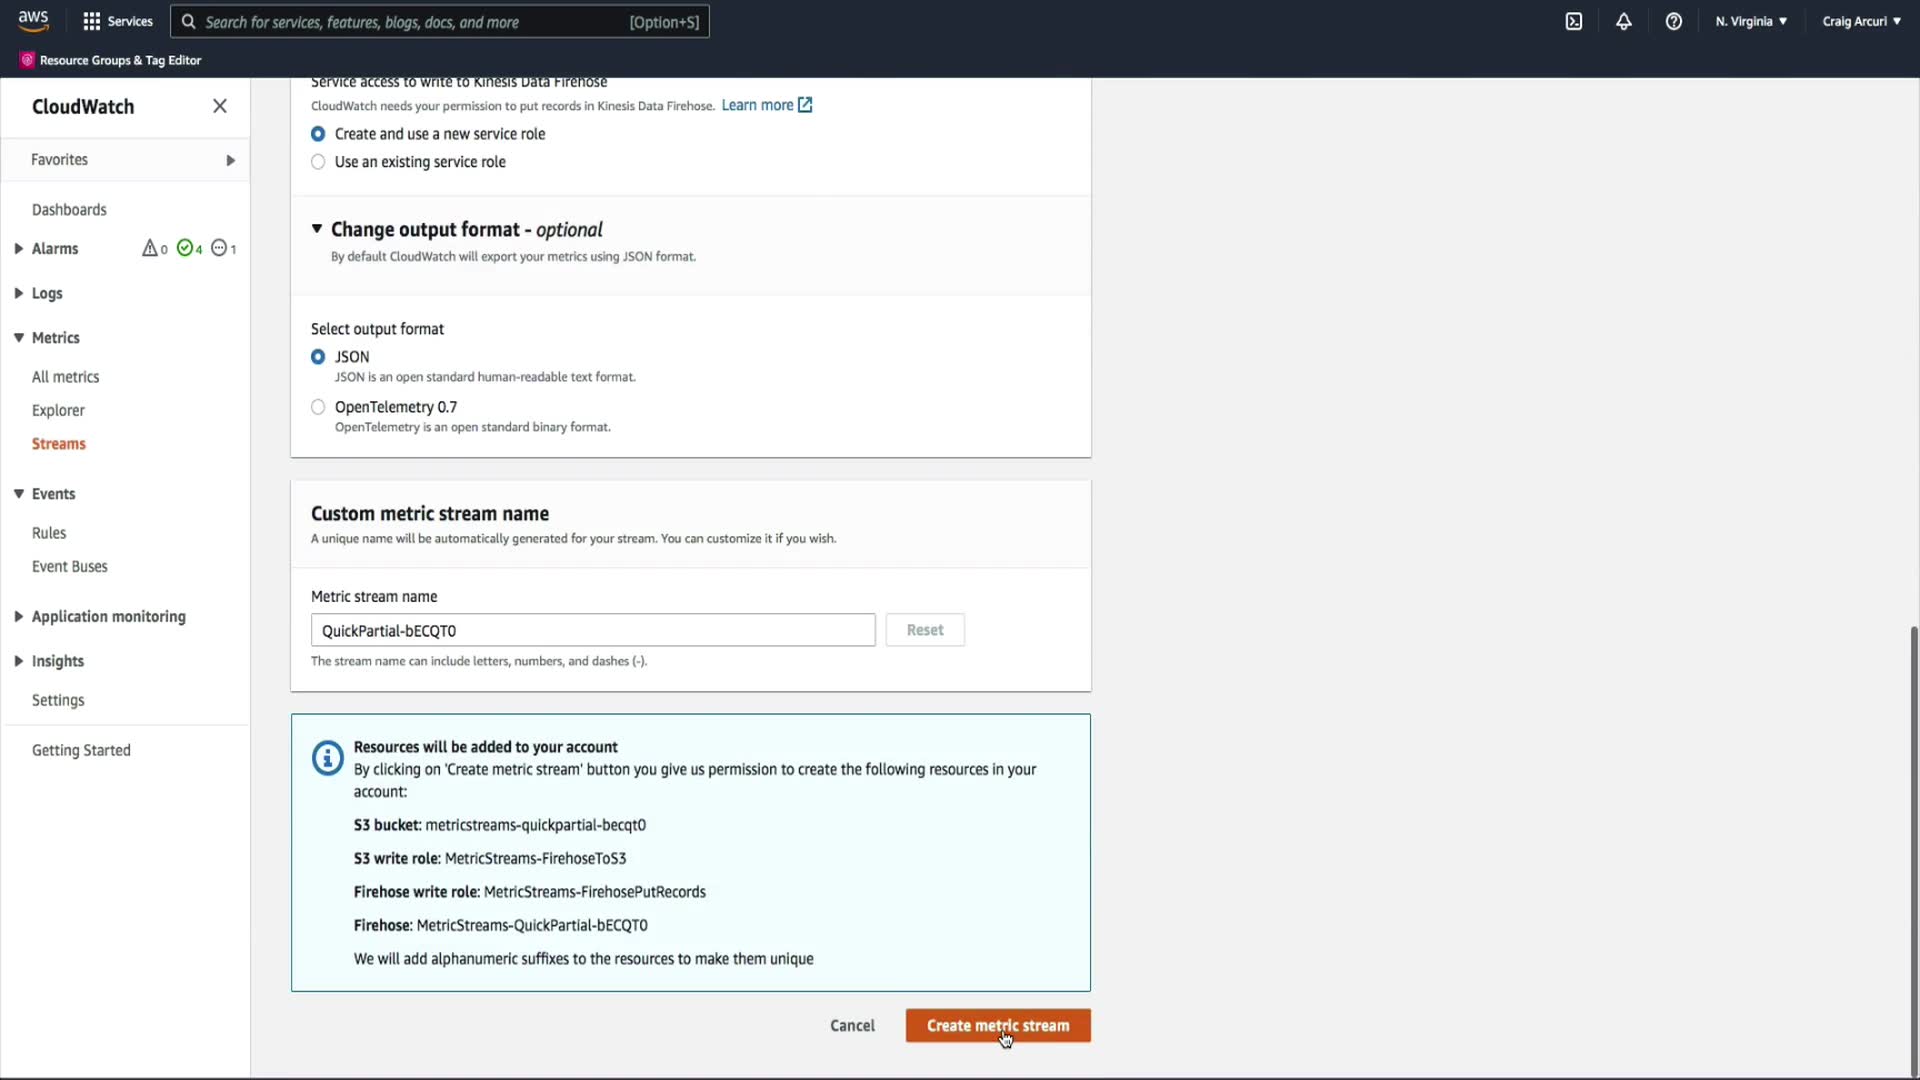 aws
Services
Search for services, features, blogs, docs, and more
[Option+S]
N. Virginia
Craig Arcuri
Resource Groups & Tag Editor
CloudWatch
Favorites
Dashboards
Alarms
0
4
1
Logs
Metrics
All metrics
Explorer
Streams
Events
Rules
Event Buses
Application monitoring
Insights
Settings
Getting Started
Service access to write to Kinesis Data Firehose
CloudWatch needs your permission to put records in Kinesis Data Firehose. Learn more
Create and use a new service role
Use an existing service role
Change output format - optional
By default CloudWatch will export your metrics using JSON format.
Select output format
JSON
JSON is an open standard human-readable text format.
OpenTelemetry 0.7
OpenTelemetry is an open standard binary format.
Custom metric stream name
A unique name will be automatically generated for your stream. You can customize it if you wish.
Metric stream name
QuickPartial-bECQT0
Reset
The stream name can include letters, numbers, and dashes (-).
Resources will be added to your account
By clicking on 'Create metric stream' button you give us permission to create the following resources in your
account:
S3 bucket: metricstreams-quickpartial-becqt0
S3 write role: MetricStreams-FirehoseToS3
Firehose write role: MetricStreams-FirehosePutRecords
Firehose: MetricStreams-QuickPartial-bECQT0
We will add alphanumeric suffixes to the resources to make them unique
Cancel
Create metric stream